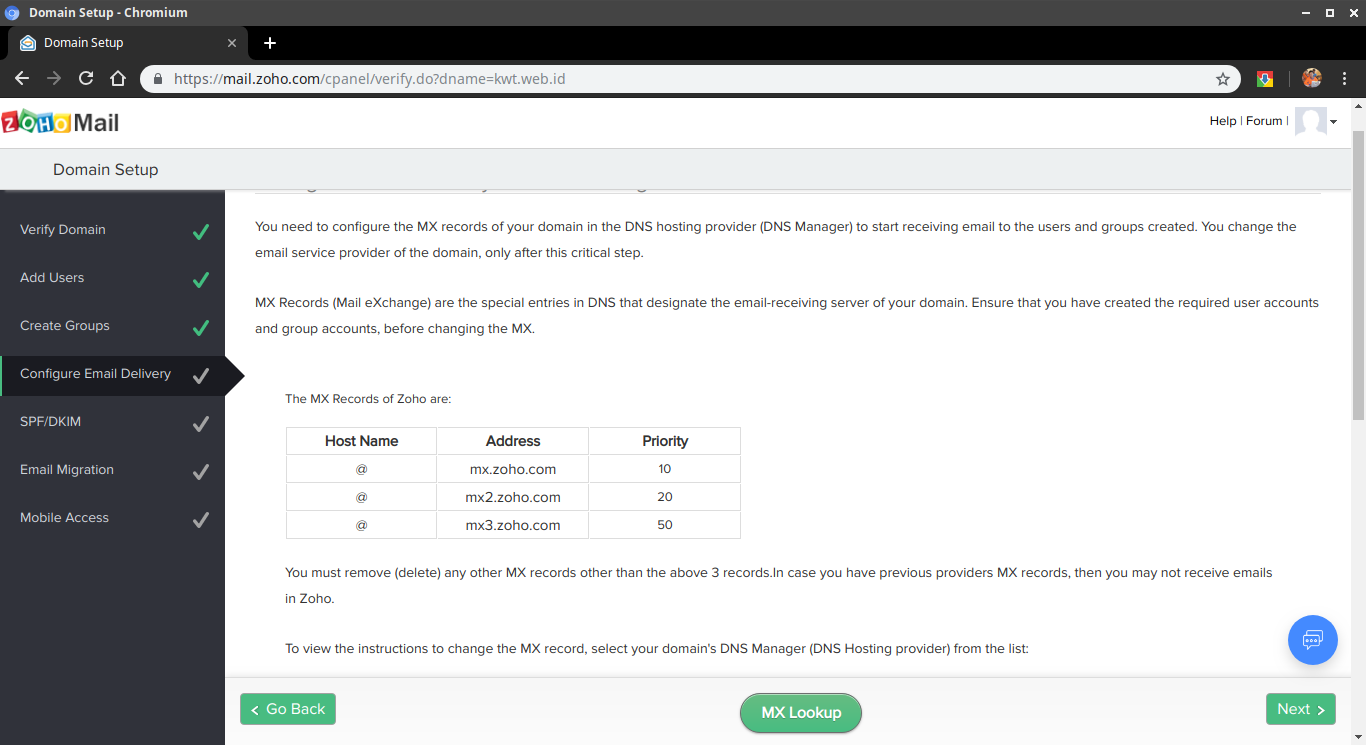 Domain Setup - Chromium
Domain Setup
https://mail.zoho.com/cpanel/verify.do?dname=kwt.web.id
ZOHO Mail
Help | Forum |
Domain Setup
Verify Domain
Add Users
Create Groups
Configure Email Delivery
SPF/DKIM
Email Migration
Mobile Access
You need to configure the MX records of your domain in the DNS hosting provider (DNS Manager) to start receiving email to the users and groups created. You change the
email service provider of the domain, only after this critical step.
MX Records (Mail eXchange) are the special entries in DNS that designate the email-receiving server of your domain. Ensure that you have created the required user accounts
and group accounts, before changing the MX.
The MX Records of Zoho are:
Host Name Address Priority
@ mx.zoho.com 10
@ mx2.zoho.com 20
@ mx3.zoho.com 50
You must remove (delete) any other MX records other than the above 3 records.In case you have previous providers MX records, then you may not receive emails
in Zoho.
To view the instructions to change the MX record, select your domain's DNS Manager (DNS Hosting provider) from the list:
Go Back
MX Lookup
Next